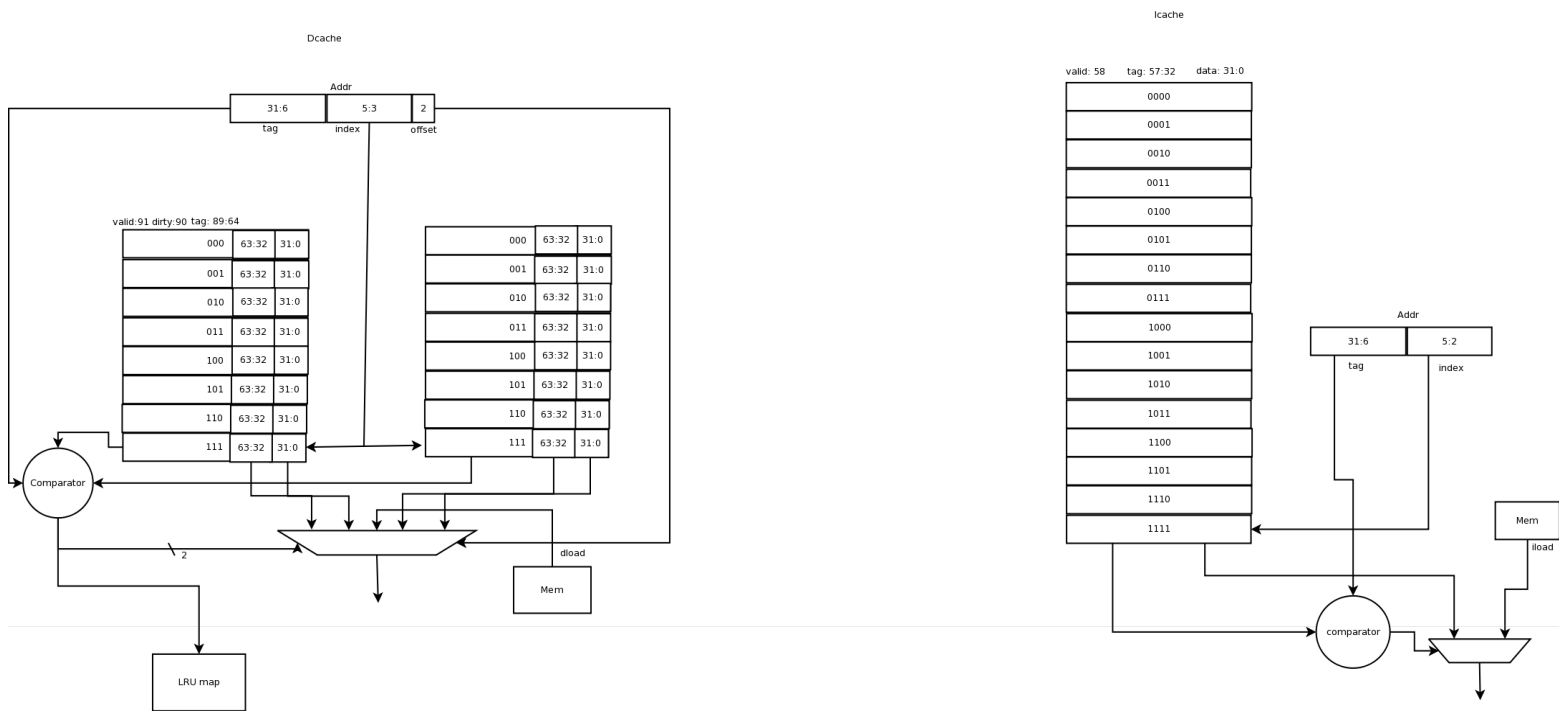 Dcache
Addr
31:6 5:3 2
tag index offset
valid:91 dirty:90 tag: 89:64
000 63:32 31:0
001 63:32 31:0
010 63:32 31:0
011 63:32 31:0
100 63:32 31:0
101 63:32 31:0
110 63:32 31:0
111 63:32 31:0
000 63:32 31:0
001 63:32 31:0
010 63:32 31:0
011 63:32 31:0
100 63:32 31:0
101 63:32 31:0
110 63:32 31:0
111 63:32 31:0
Comparator
2
dload
Mem
LRU map
Icache
valid: 58 tag: 57:32 data: 31:0
0000
0001
0010
0011
0100
0101
0110
0111
1000
1001
1010
1011
1100
1101
1110
1111
Addr
31:6 5:2
tag index
Mem
iload
comparator